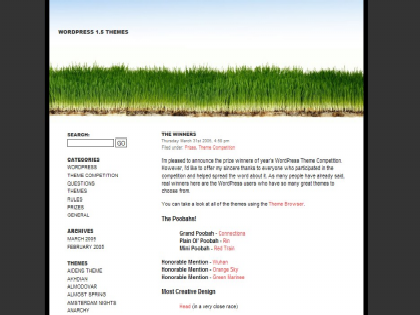 WORDPRESS 1.5 THEMES
SEARCH:
GO
CATEGORIES
WORDPRESS
THEME COMPETITION
QUESTIONS
THEMES
RULES
PRIZES
GENERAL
ARCHIVES
MARCH 2005
FEBRUARY 2005
THEMES
AIDENS THEME
AKHDIAN
ALMODOVAR
ALMOST SPRING
AMSTERDAM NIGHTS
ANARCHY
THE WINNERS
Thursday March 31st 2005, 4:55 pm
Filed under: Prizes, Theme Competition
I'm pleased to announce the prize winners of year's WordPress Theme Competition.
However, I'd like to offer my sincere thanks to everyone who participated in the
competition and helped spread the word about it. As many people have already said,
real winners here are the WordPress users who have so many great themes to
choose from.
You can take a look at all of the themes using the Theme Browser.
The Poobahs!
Grand Poobah - Connections
Plain Ol' Poobah - Rin
Mini Poobah - Red Train
Honorable Mention - Wuhan
Honorable Mention - Orange Sky
Honorable Mention - Green Marinee
Most Creative Design
Head (in a very close race)